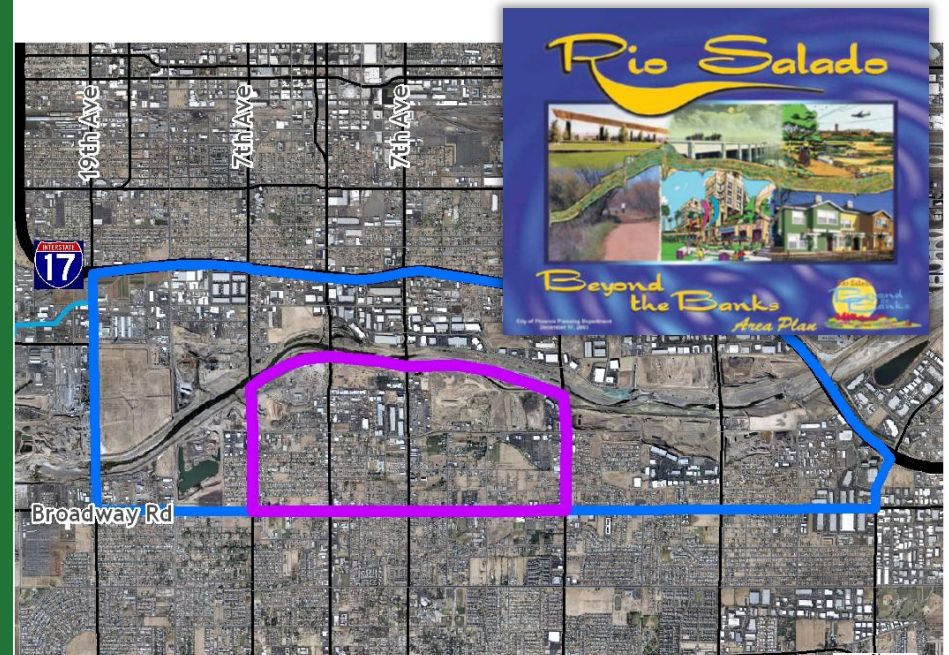 Rio Salado
Beyond
the Banks
Area Plan
City of Phoenix Planning Department
19th Ave
7th Ave
7th Ave
INTERSTATE
17
Broadway Rd